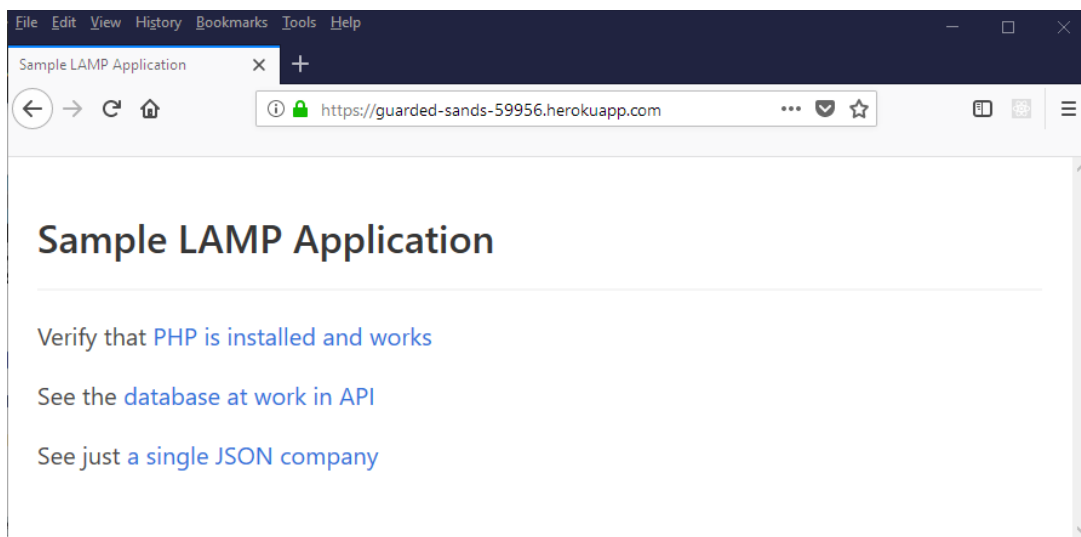 File Edit View History Bookmarks Tools Help
Sample LAMP Application
https://guarded-sands-59956.herokuapp.com
Sample LAMP Application
Verify that PHP is installed and works
See the database at work in API
See just a single JSON company